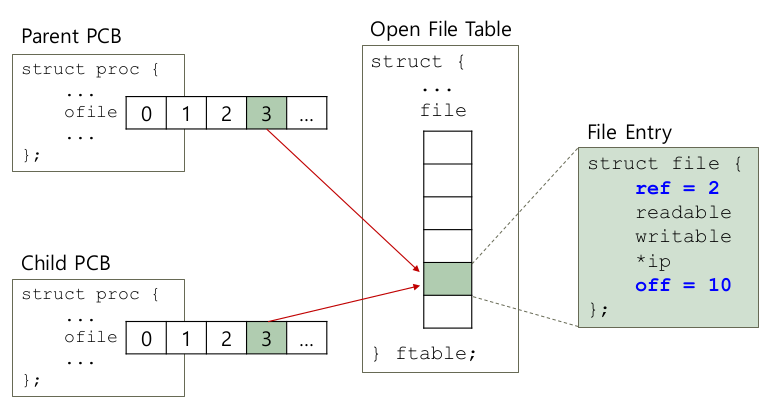 Parent PCB
struct proc {
...
ofile 0 1 2 3 ...
...
};
Child PCB
struct proc {
...
ofile 0 1 2 3 ...
...
};
Open File Table
struct {
...
file
} ftable;
File Entry
struct file {
ref = 2
readable
writable
*ip
off = 10
};